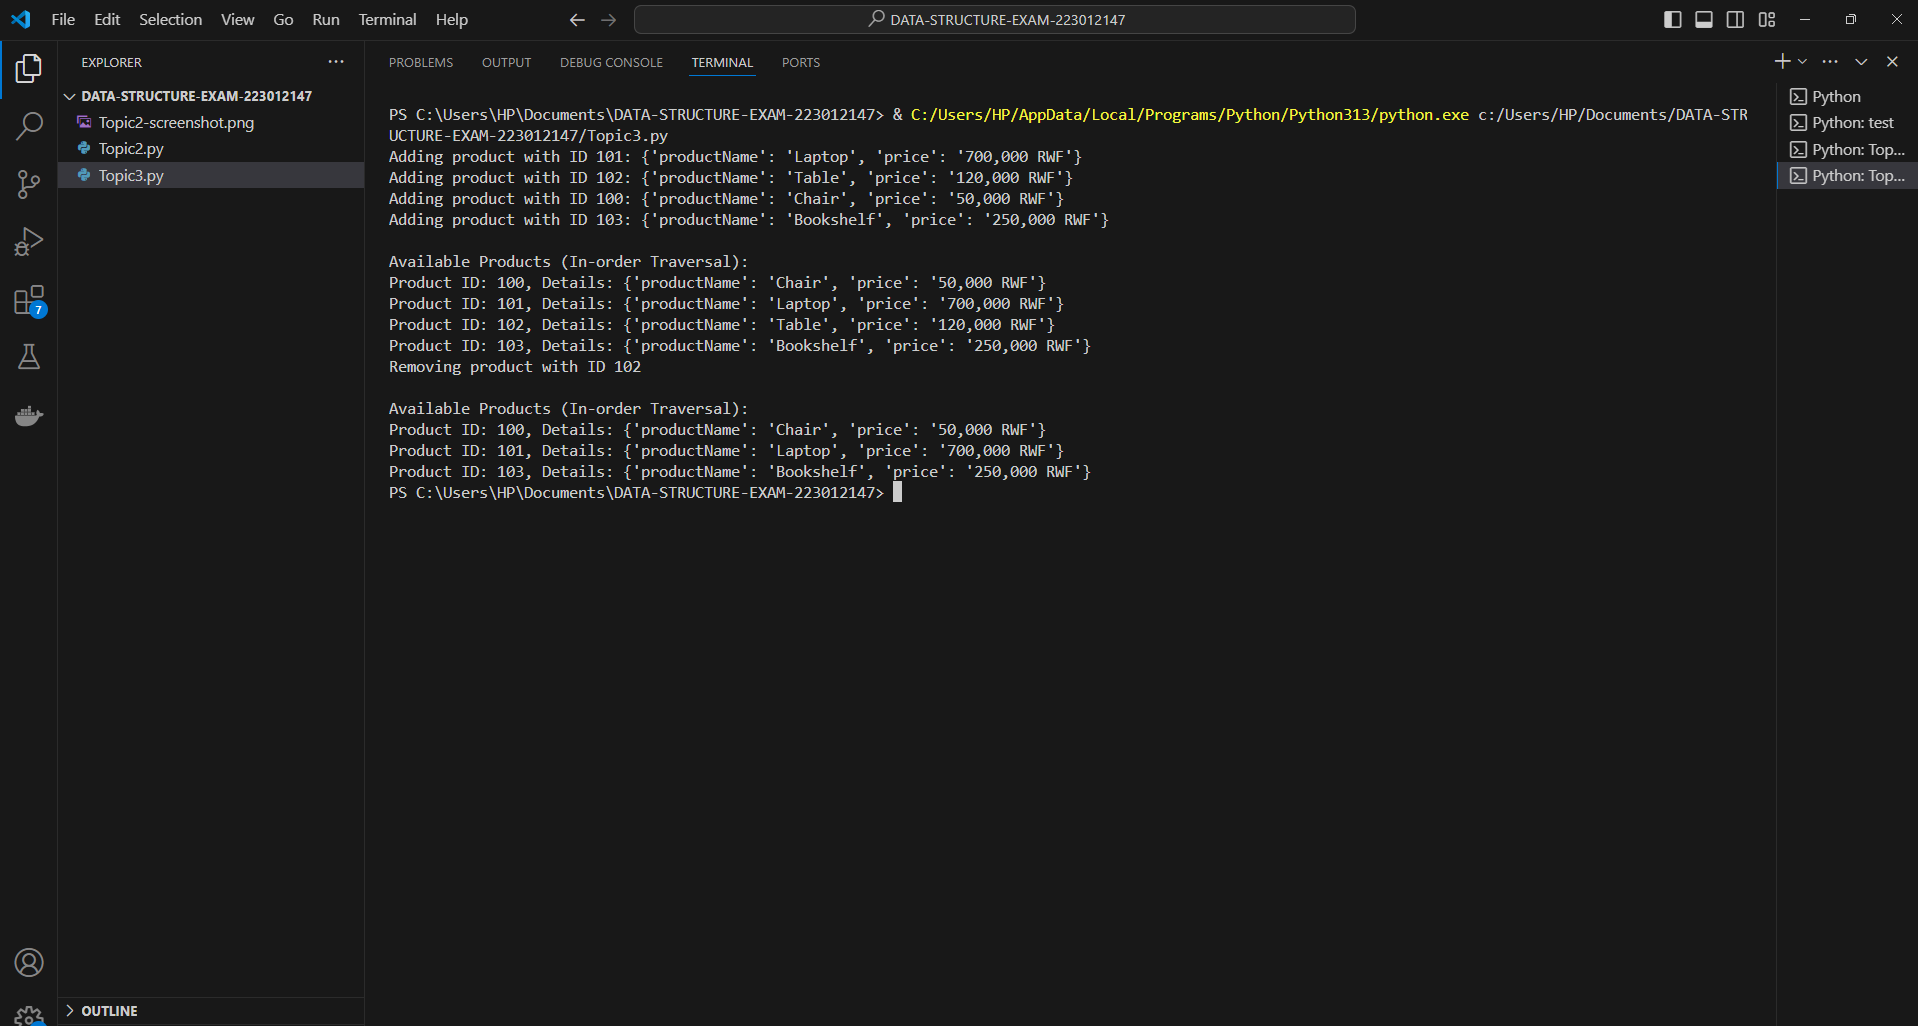 File Edit Selection View Go Run Terminal Help
DATA-STRUCTURE-EXAM-223012147
EXPLORER
DATA-STRUCTURE-EXAM-223012147
Topic2-screenshot.png
Topic2.py
Topic3.py
7
OUTLINE
PROBLEMS OUTPUT DEBUG CONSOLE TERMINAL PORTS
PS C:\Users\HP\Documents\DATA-STRUCTURE-EXAM-223012147> & C:/Users/HP/AppData/Local/Programs/Python/Python313/python.exe c:/Users/HP/Documents/DATA-STR
UCTURE-EXAM-223012147/Topic3.py
Adding product with ID 101: {'productName': 'Laptop', 'price': '700,000 RWF'}
Adding product with ID 102: {'productName': 'Table', 'price': '120,000 RWF'}
Adding product with ID 100: {'productName': 'Chair', 'price': '50,000 RWF'}
Adding product with ID 103: {'productName': 'Bookshelf', 'price': '250,000 RWF'}
Available Products (In-order Traversal):
Product ID: 100, Details: {'productName': 'Chair', 'price': '50,000 RWF'}
Product ID: 101, Details: {'productName': 'Laptop', 'price': '700,000 RWF'}
Product ID: 102, Details: {'productName': 'Table', 'price': '120,000 RWF'}
Product ID: 103, Details: {'productName': 'Bookshelf', 'price': '250,000 RWF'}
Removing product with ID 102
Available Products (In-order Traversal):
Product ID: 100, Details: {'productName': 'Chair', 'price': '50,000 RWF'}
Product ID: 101, Details: {'productName': 'Laptop', 'price': '700,000 RWF'}
Product ID: 103, Details: {'productName': 'Bookshelf', 'price': '250,000 RWF'}
PS C:\Users\HP\Documents\DATA-STRUCTURE-EXAM-223012147>
Python
Python: test
Python: Top...
Python: Top...